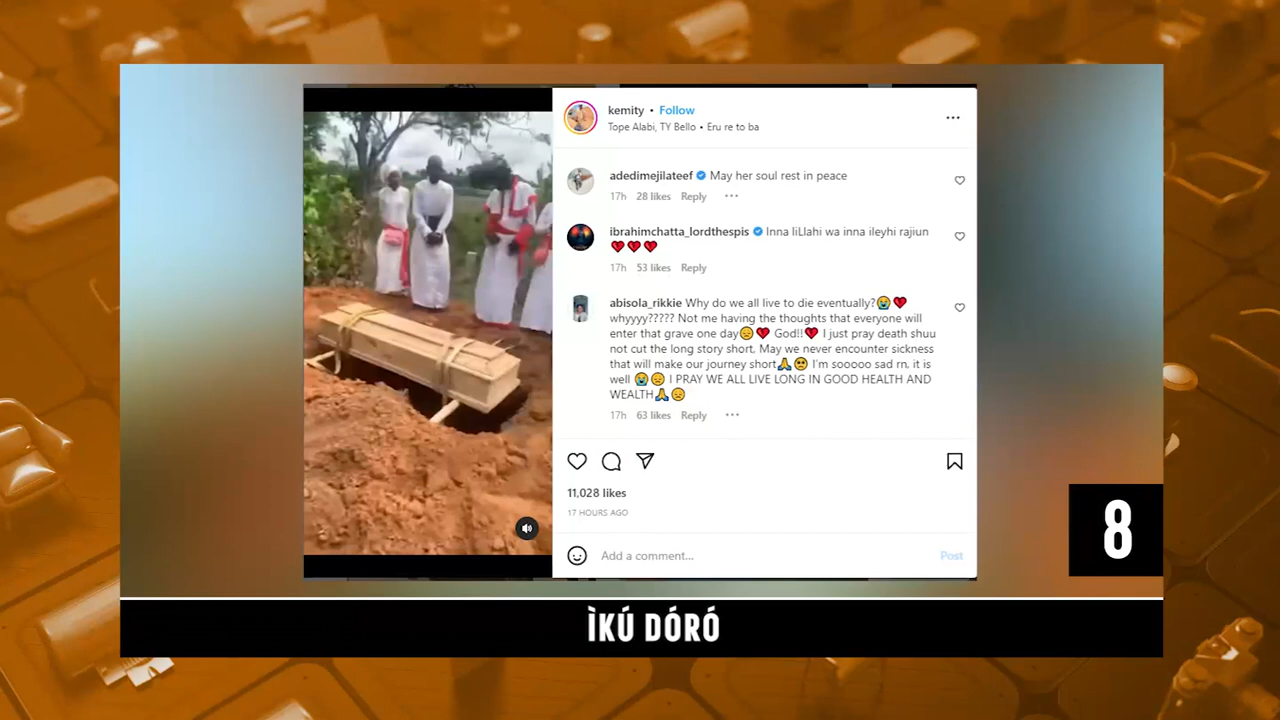 kemity • Follow
Tope Alabi, TY Bello • Eru re to ba
adedimejilateef May her soul rest in peace
17h 28 likes Reply
ibrahimchatta_lordthespis Inna liLlahi wa inna ileyhi rajiun
💔💔💔
17h 53 likes Reply
abisola_rikkie Why do we all live to die eventually?😭💔
whyyyy????? Not me having the thoughts that everyone will
enter that grave one day😞💔 God!!💔 I just pray death shuu
not cut the long story short, May we never encounter sickness
that will make our journey short🙏🥺 I'm sooooo sad rn, it is
well 😭😞 I PRAY WE ALL LIVE LONG IN GOOD HEALTH AND
WEALTH🙏😞
17h 63 likes Reply
11,028 likes
17 HOURS AGO
Add a comment... Post
8
ÌKÚ DÓRÓ